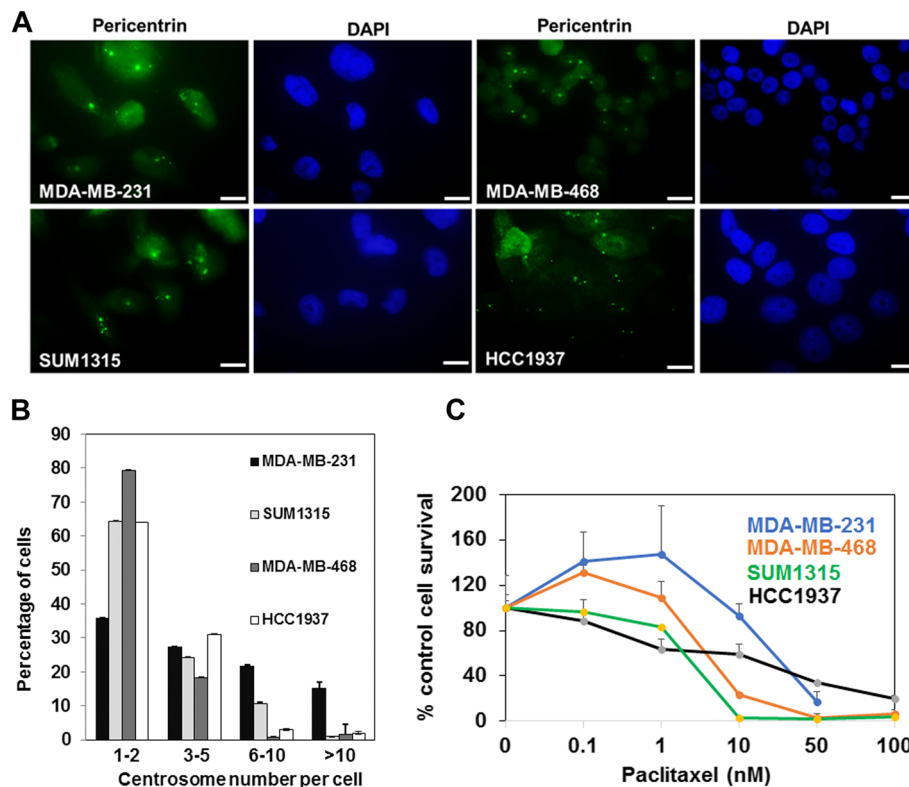 A
Pericentrin
DAPI
Pericentrin
DAPI
MDA-MB-231
MDA-MB-468
SUM1315
HCC1937
B
Percentage of cells
90
80
70
60
50
40
30
20
10
0
MDA-MB-231
SUM1315
MDA-MB-468
HCC1937
1-2
3-5
6-10
>10
Centrosome number per cell
C
% control cell survival
200
160
120
80
40
0
MDA-MB-231
MDA-MB-468
SUM1315
HCC1937
0
0.1
1
10
50
100
Paclitaxel (nM)